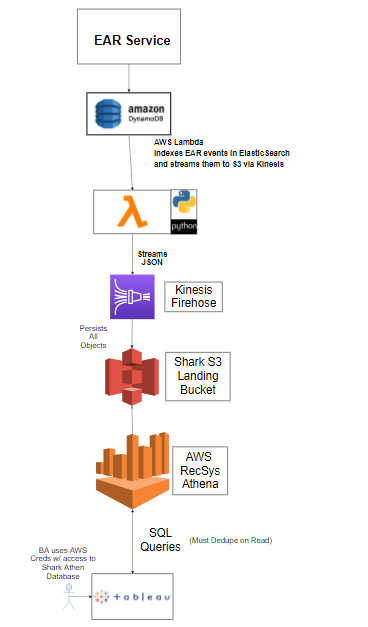 EAR Service
amazon
DynamoDB
AWS Lambda
Indexes EAR events in ElasticSearch
and streams them to S3 via Kinesis
python
Streams
JSON
Kinesis
Firehose
Persists
All
Objects
Shark S3
Landing
Bucket
AWS
RecSys
Athena
SQL
Queries
(Must Dedupe on Read)
BA uses AWS
Creds w/ access to
Shark Athen
Database
tableau